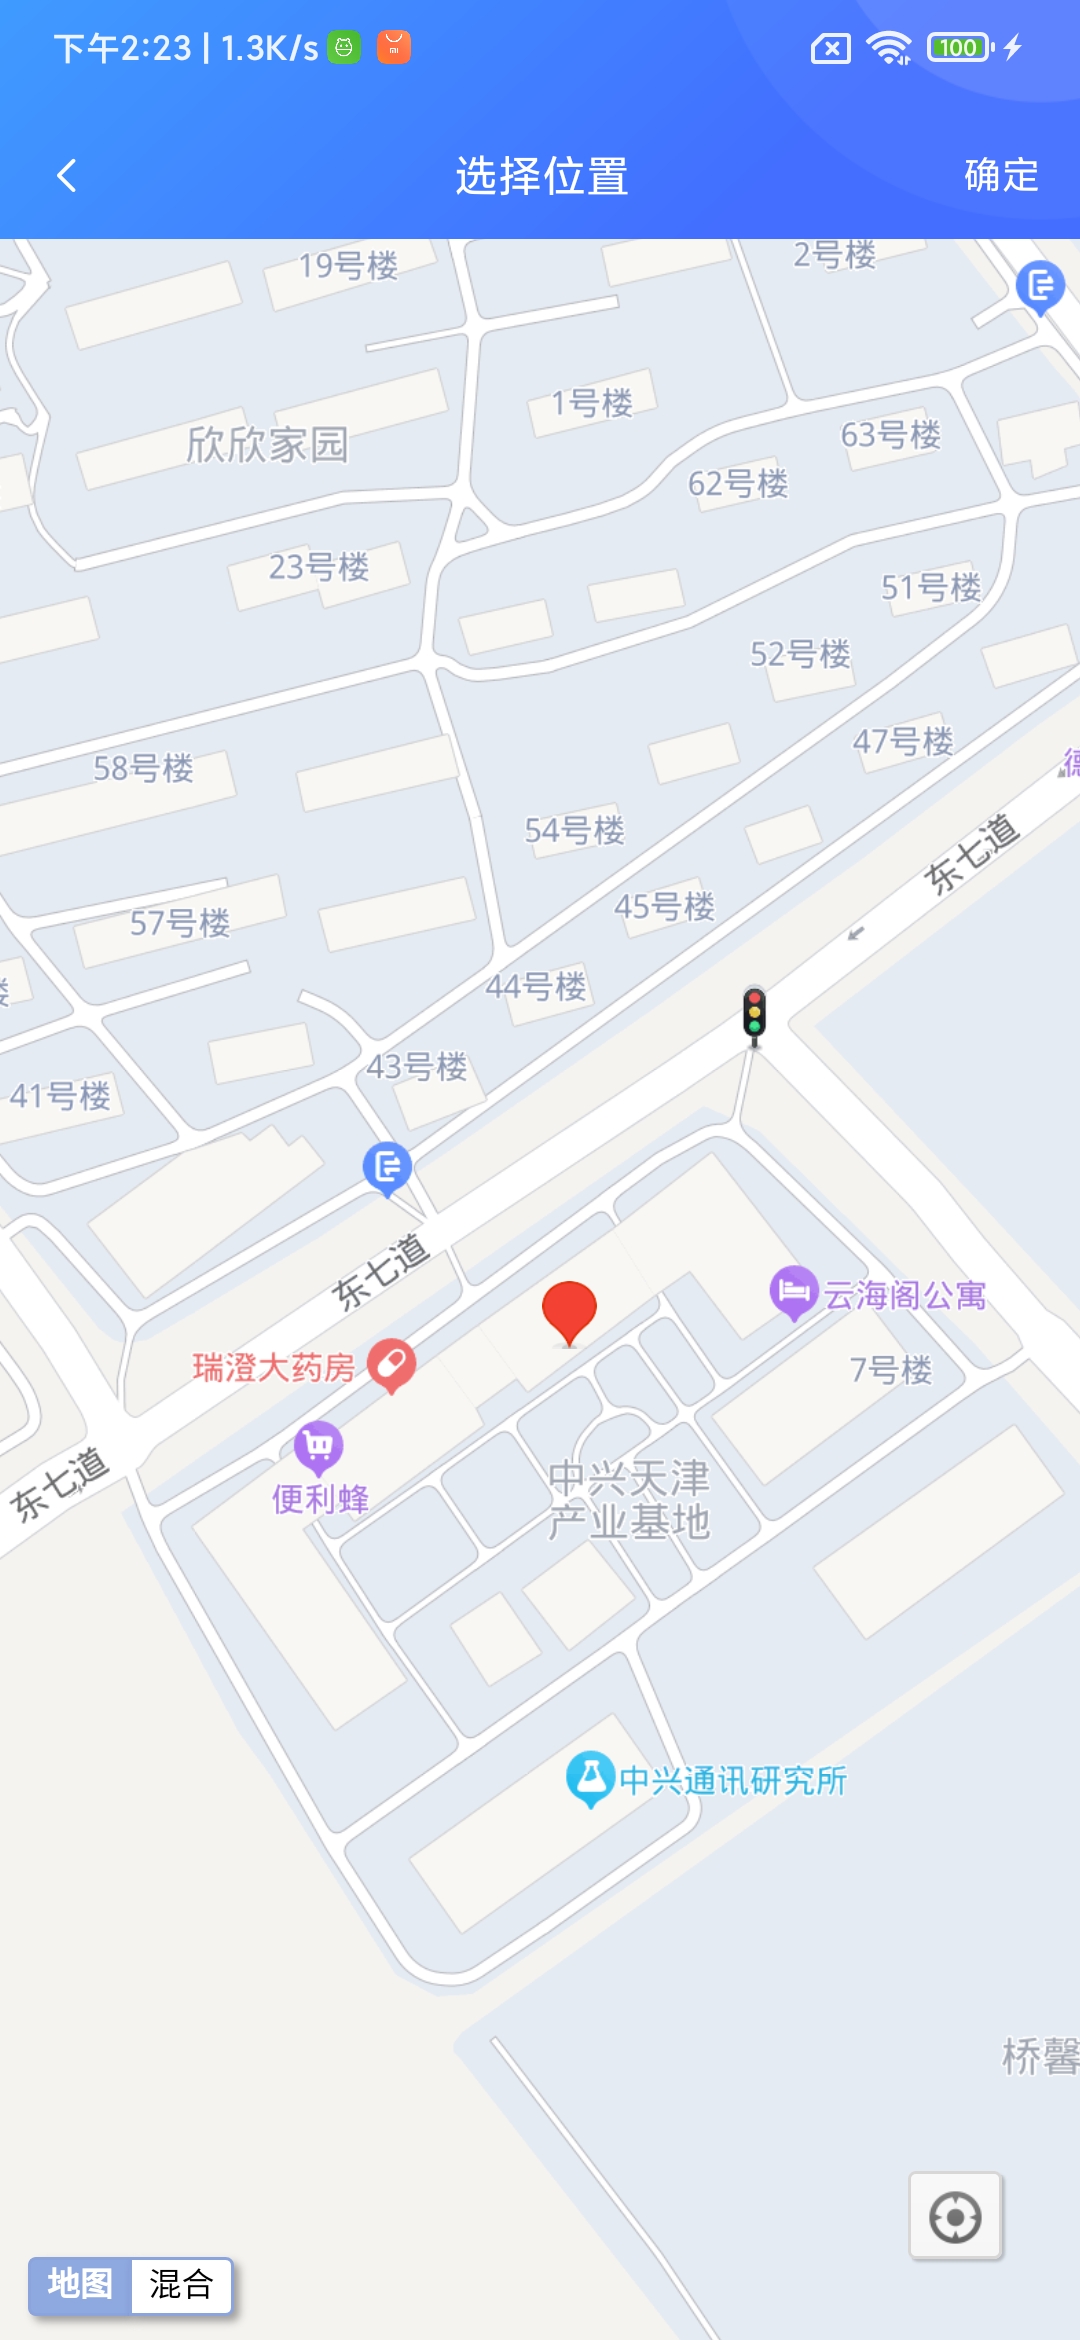 下午2:23 | 1.3K/s
100
选择位置
确定
19号楼
2号楼
1号楼
欣欣家园
63号楼
62号楼
23号楼
51号楼
52号楼
58号楼
47号楼
54号楼
东七道
57号楼
45号楼
44号楼
43号楼
41号楼
东七道
云海阁公寓
瑞澄大药房
7号楼
东七道
便利蜂
中兴天津
产业基地
中兴通讯研究所
桥馨
地图
混合